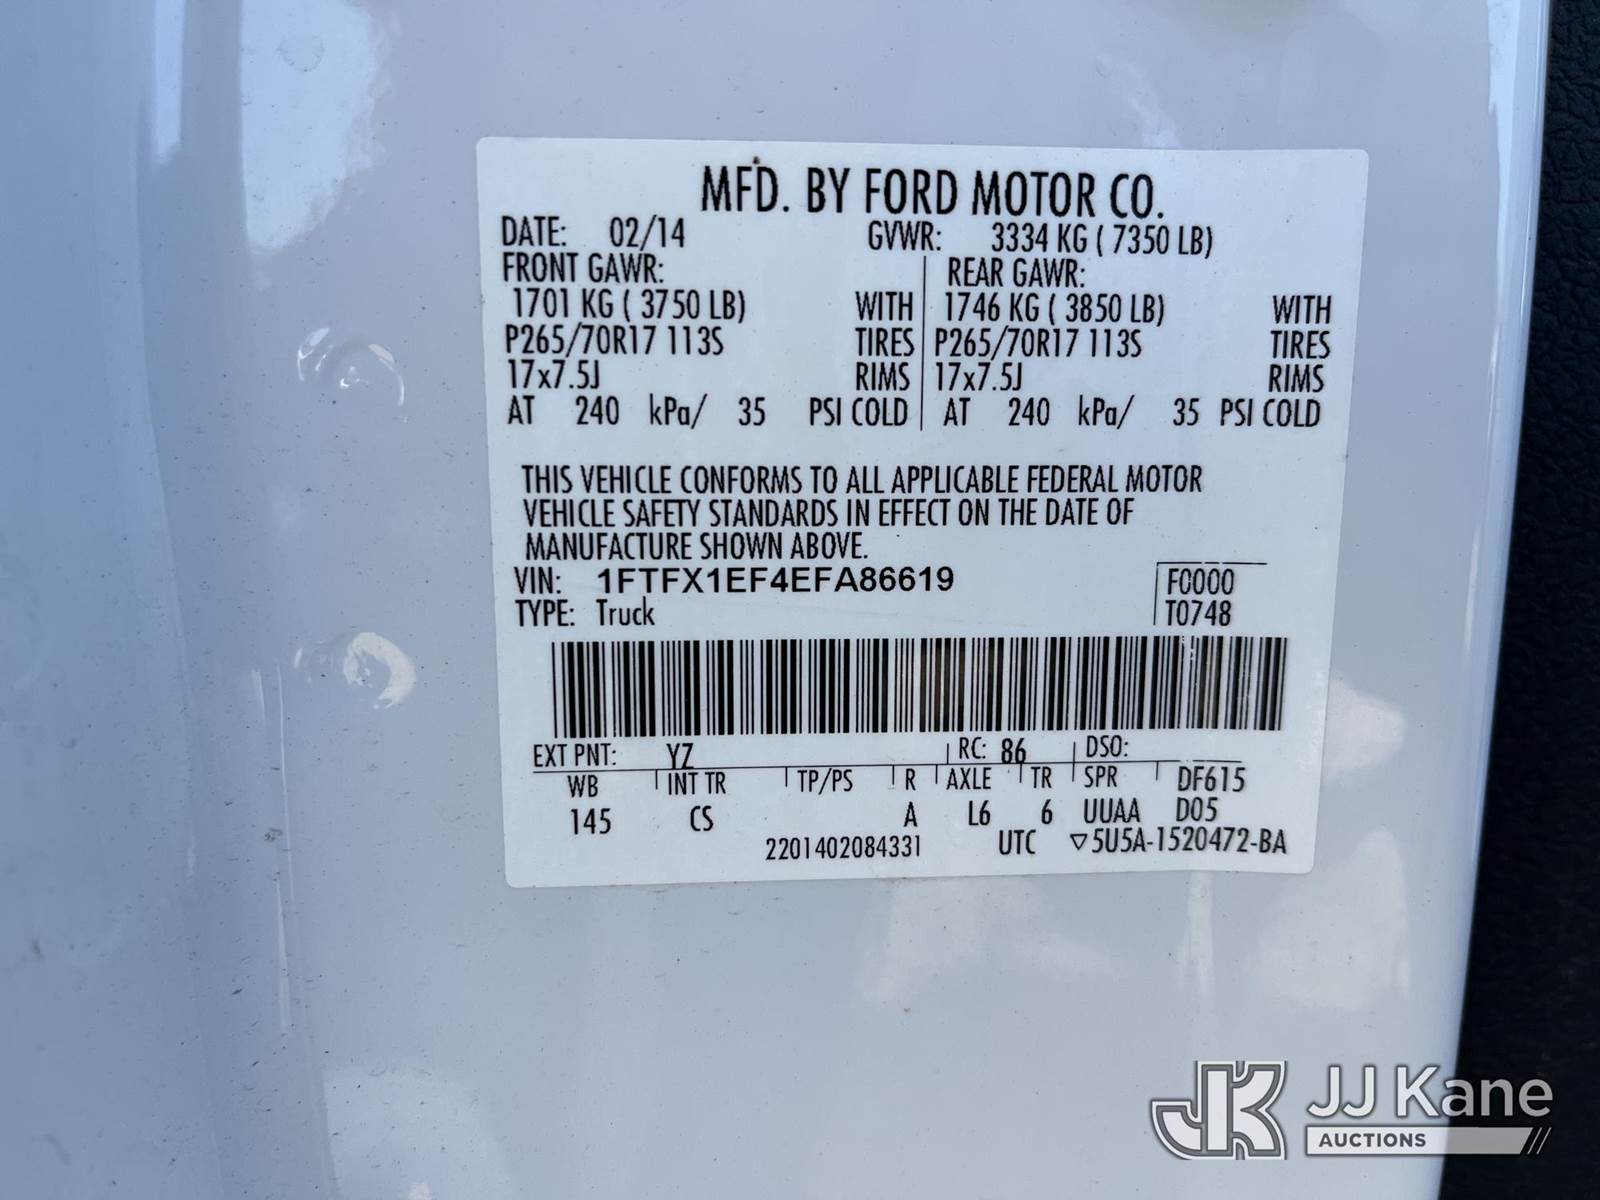 MFD. BY FORD MOTOR CO.
DATE: 02/14 GVWR: 3334 KG ( 7350 LB)
FRONT GAWR: REAR GAWR:
1701 KG ( 3750 LB) WITH 1746 KG ( 3850 LB) WITH
P265/70R17 113S TIRES P265/70R17 113S TIRES
17x7.5J RIMS 17x7.5J RIMS
AT 240 kPa/ 35 PSI COLD AT 240 kPa/ 35 PSI COLD
THIS VEHICLE CONFORMS TO ALL APPLICABLE FEDERAL MOTOR
VEHICLE SAFETY STANDARDS IN EFFECT ON THE DATE OF
MANUFACTURE SHOWN ABOVE.
VIN: 1FTFX1EF4EFA86619 F0000
TYPE: Truck T0748
EXT PNT: YZ RC: 86 DSO:
WB INT TR TP/PS R AXLE TR SPR DF615
145 CS A L6 6 UUAA D05
2201402084331 UTC ▽5U5A-1520472-BA
JK JJ Kane
AUCTIONS